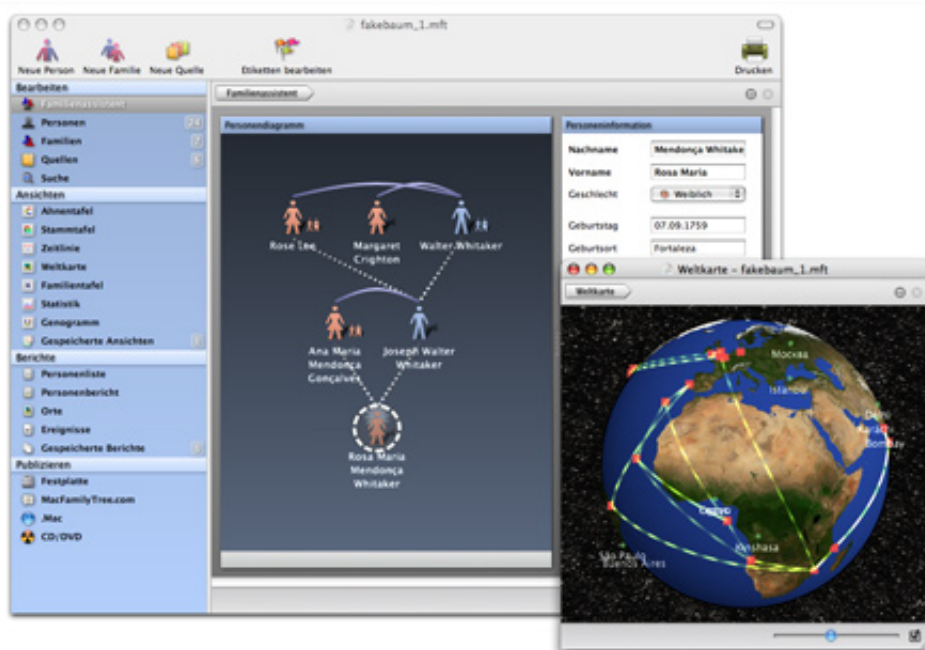 fakebaum_1.mft
Neue Person Neue Familie Neue Quelle Etiketten bearbeiten Drucken
Bearbeiten
Familienassistent
Personen 24
Familien 7
Quellen
Suche
Ansichten
Ahnentafel
Stammtafel
Zeitlinie
Weltkarte
Familientafel
Statistik
Genogramm
Gespeicherte Ansichten
Berichte
Personenliste
Personenbericht
Orte
Ereignisse
Gespeicherte Berichte
Publizieren
Festplatte
MacFamilyTree.com
.Mac
CD/DVD
Familienassistent
Personendiagramm
Rose Lee
Margaret
Crighton
Walter Whitaker
Ana Maria
Mendonça
Gonçalves
Joseph Walter
Whitaker
Rosa Maria
Mendonça
Whitaker
Personeninformation
Nachname Mendonça Whitake
Vorname Rosa Maria
Geschlecht Weiblich
Geburtstag 07.09.1759
Geburtsort Fortaleza
Weltkarte - fakebaum_1.mft
Weltkarte
Москва
Istanbul
Delhi
Karachi
Bombay
Kinshasa
São Paulo
Buenos Aires